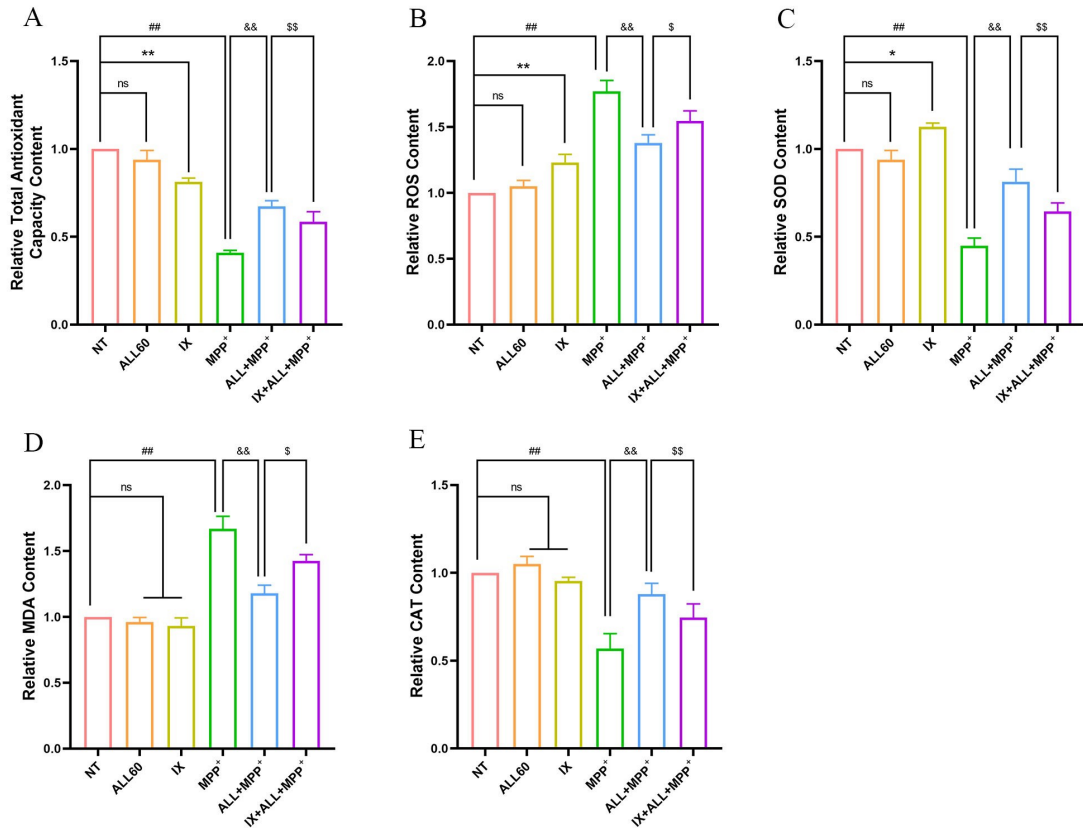 A
## && $$
**
ns
Relative Total Antioxidant
Capacity Content
1.5
1.0
0.5
0.0
NT
ALL60
IX
MPP⁺
ALL+MPP⁺
IX+ALL+MPP⁺
B
## && $
**
ns
Relative ROS Content
2.0
1.5
1.0
0.5
0.0
NT
ALL60
IX
MPP⁺
ALL+MPP⁺
IX+ALL+MPP⁺
C
## && $$
*
ns
Relative SOD Content
1.5
1.0
0.5
0.0
NT
ALL60
IX
MPP⁺
ALL+MPP⁺
IX+ALL+MPP⁺
D
## && $
ns
Relative MDA Content
2.0
1.5
1.0
0.5
0.0
NT
ALL60
IX
MPP⁺
ALL+MPP⁺
IX+ALL+MPP⁺
E
## && $$
ns
Relative CAT Content
1.5
1.0
0.5
0.0
NT
ALL60
IX
MPP⁺
ALL+MPP⁺
IX+ALL+MPP⁺